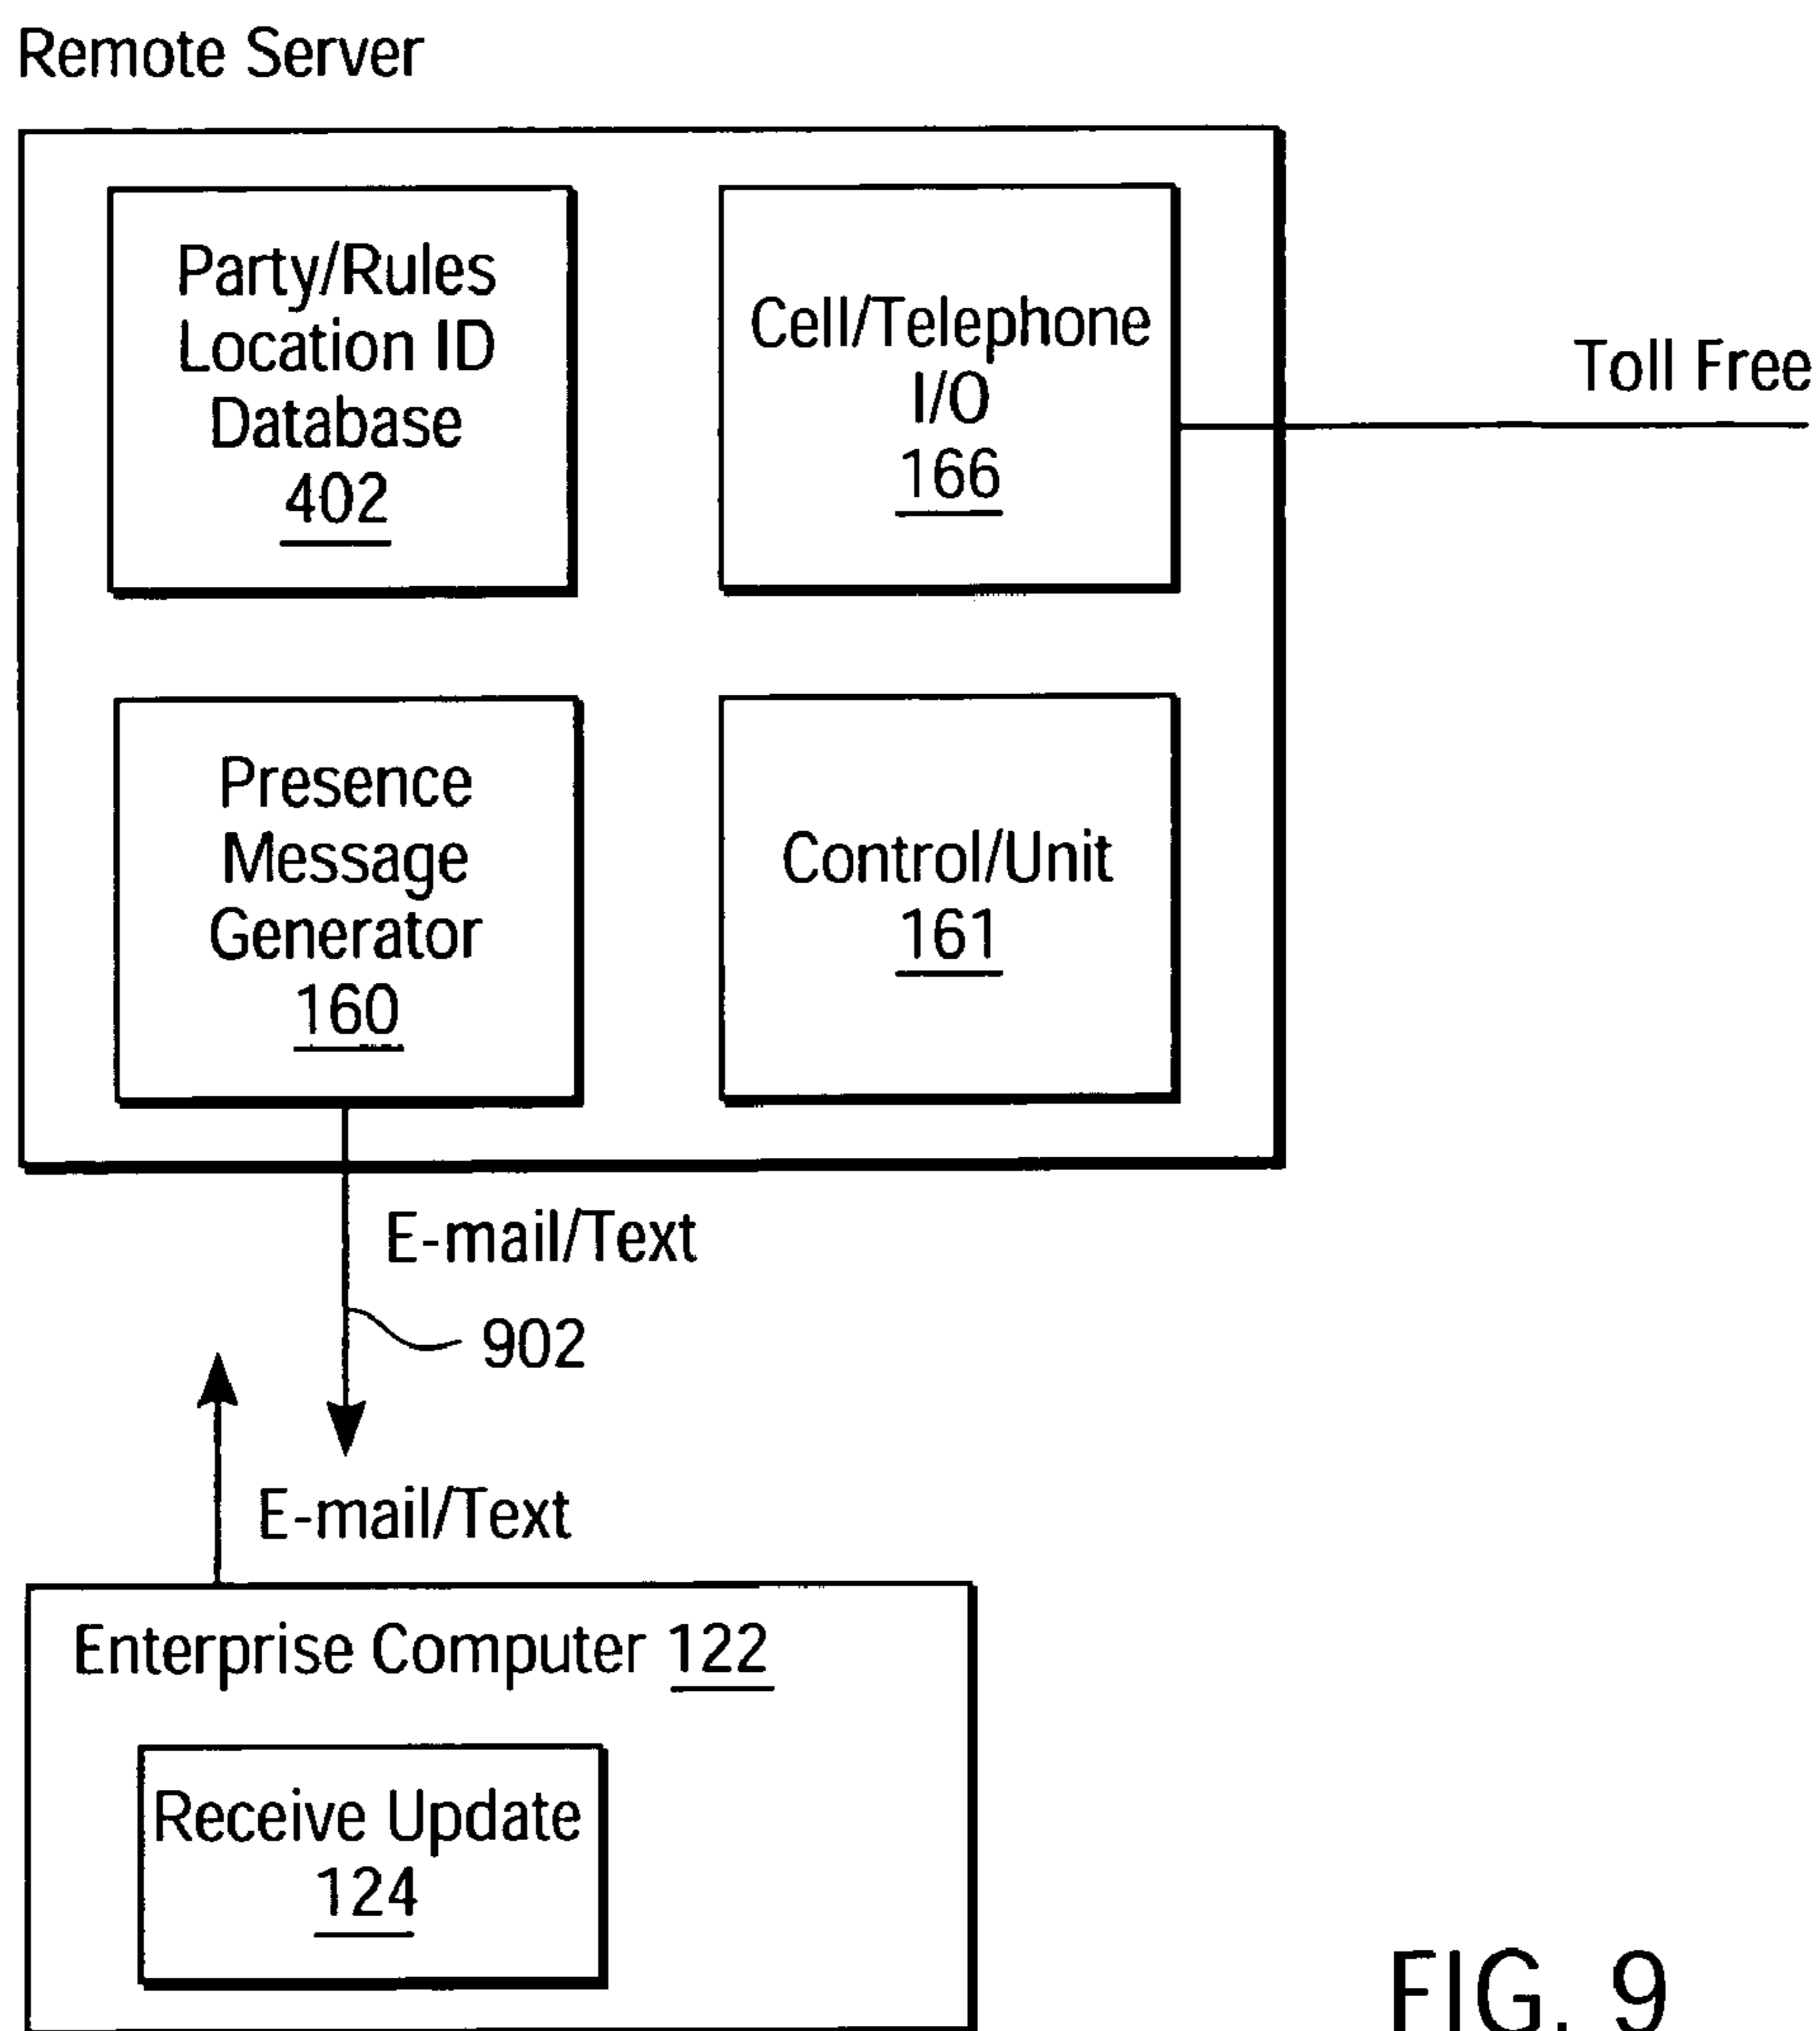 Remote Server
Party/Rules
Location ID
Database
402
Cell/Telephone
I/O
166
Toll Free
Presence
Message
Generator
160
Control/Unit
161
E-mail/Text
902
E-mail/Text
Enterprise Computer 122
Receive Update
124
FIG. 9